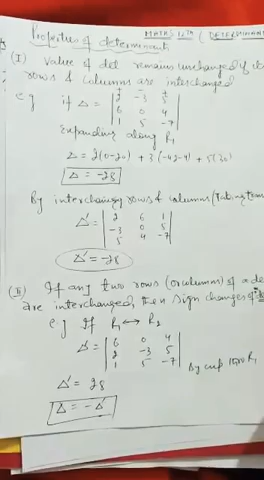 MATHS 12TH ( DETERMINANT
Properties of determinant
(I) Value of det remains unchanged if its
rows & columns are interchanged
e.g if Δ = | 2 -3 5 |
| 6 0 4 |
| 1 5 -7 |
Expanding along R1
Δ = 2(0-20) + 3(-42-4) + 5(30)
Δ = -28
By interchanging rows & columns (Taking
Δ' = | 2 6 1 |
| -3 0 5 |
| 5 4 -7 |
Δ' = -28
(II) If any two rows (or columns) of a de
are interchanged, then sign changes of
e.g If R1 ↔ R2
Δ' = | 6 0 4 |
| 2 -3 5 |
| 1 5 -7 |
Δ' = 28
Δ = -Δ'